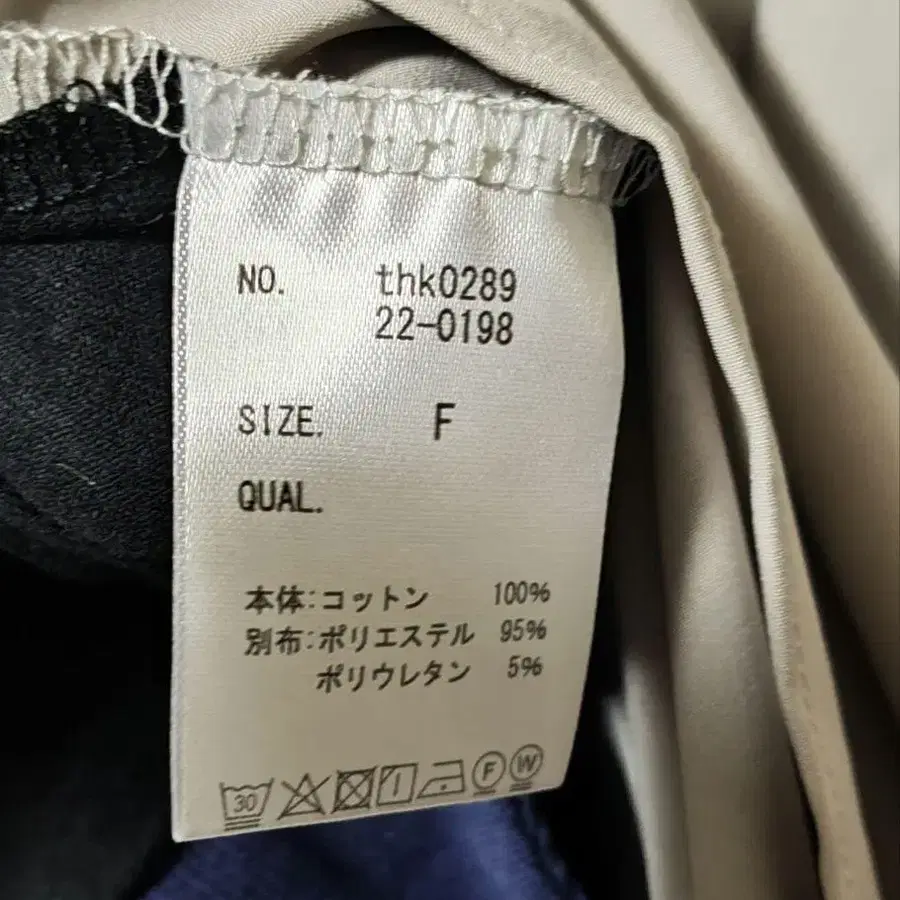 NO. thk0289
22-0198
SIZE. F
QUAL.
本体:コットン 100%
別布:ポリエステル 95%
ポリウレタン 5%
30 F W